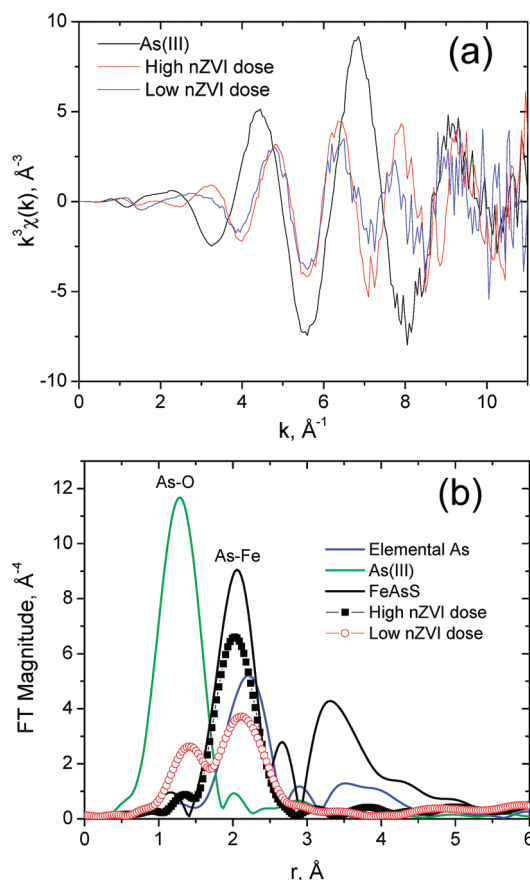 (a)
As(III)
High nZVI dose
Low nZVI dose
k³χ(k), Å⁻³
10
5
0
-5
-10
0 2 4 6 8 10
k, Å⁻¹
(b)
As-O
As-Fe
Elemental As
As(III)
FeAsS
High nZVI dose
Low nZVI dose
FT Magnitude, Å⁻⁴
12
10
8
6
4
2
0
0 1 2 3 4 5 6
r, Å